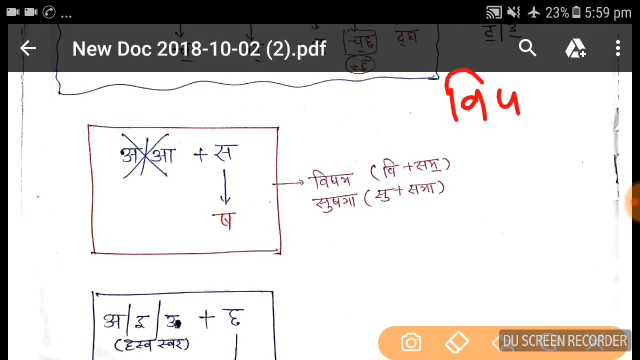 23% 5:59 pm
New Doc 2018-10-02 (2).pdf
वि
अ/आ + स
ष
विषम (वि + सम)
सुषमा (सु + समा)
अ/इ/उ + ह
(ह्रस्व स्वर)
DU SCREEN RECORDER